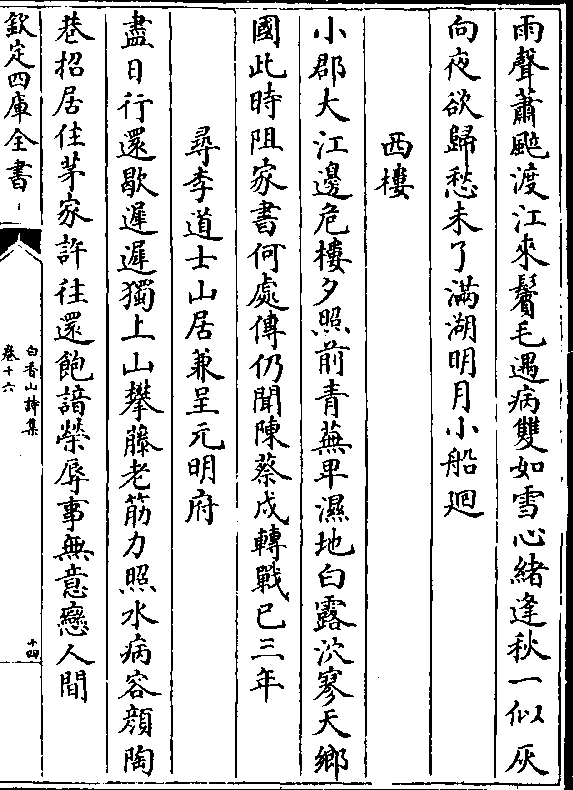 雨聲蕭颭渡江來鬢毛遇病雙如雪心緒逢秋一似灰
向夜欲歸愁未了滿湖明月小船廻
西樓
小郡大江邊危樓夕照前青蕪卑濕地白露泬寥天鄉
國此時阻家書何處傳仍聞陳蔡戍轉戰已三年
尋李道士山居兼呈元明府
盡日行還歇遲遲獨上山攀藤老筋力照水病容顏陶
巷招居住茅家許往還飽諳榮辱事無意戀人間
欽定四庫全書
白香山詩集
卷十六
十四